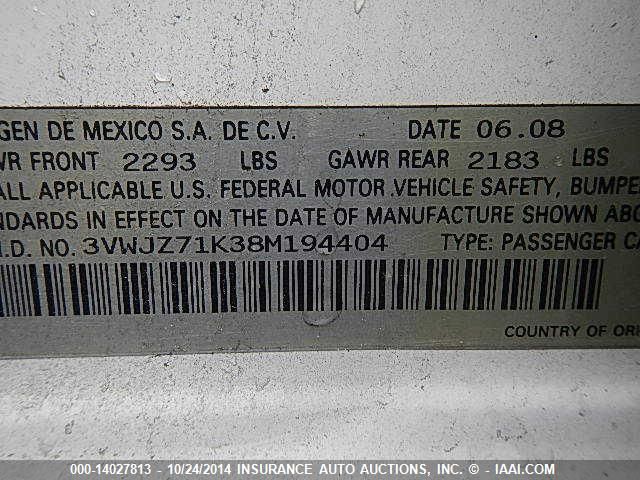 GEN DE MEXICO S.A. DE C.V. DATE 06.08
WR FRONT 2293 LBS GAWR REAR 2183 LBS
ALL APPLICABLE U.S. FEDERAL MOTOR VEHICLE SAFETY, BUMPE
NDARDS IN EFFECT ON THE DATE OF MANUFACTURE SHOWN ABO
.I.D. NO. 3VWJZ71K38M194404 TYPE: PASSENGER CA
COUNTRY OF ORI
000-14027813 - 10/24/2014 INSURANCE AUTO AUCTIONS, INC. © - IAAI.COM